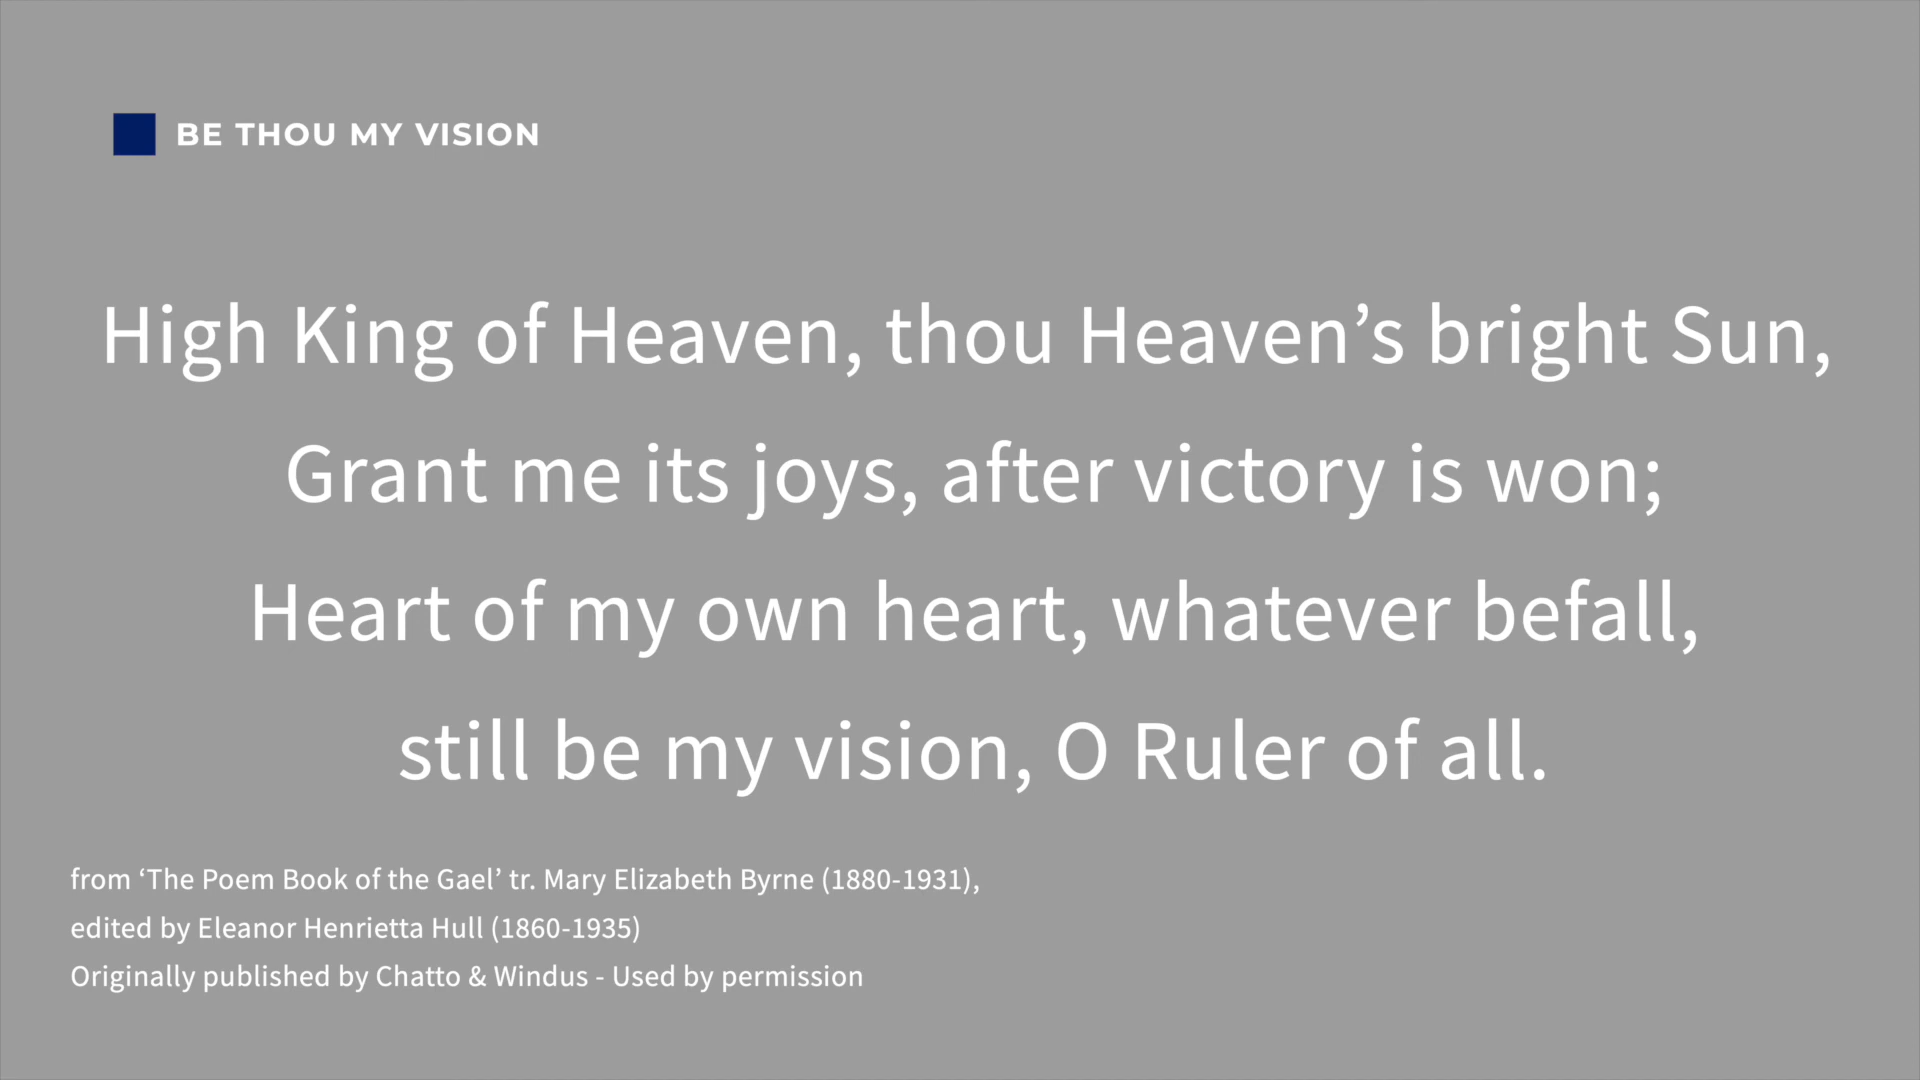 BE THOU MY VISION
High King of Heaven, thou Heaven’s bright Sun,
Grant me its joys, after victory is won;
Heart of my own heart, whatever befall,
still be my vision, O Ruler of all.
from ‘The Poem Book of the Gael’ tr. Mary Elizabeth Byrne (1880-1931),
edited by Eleanor Henrietta Hull (1860-1935)
Originally published by Chatto & Windus - Used by permission